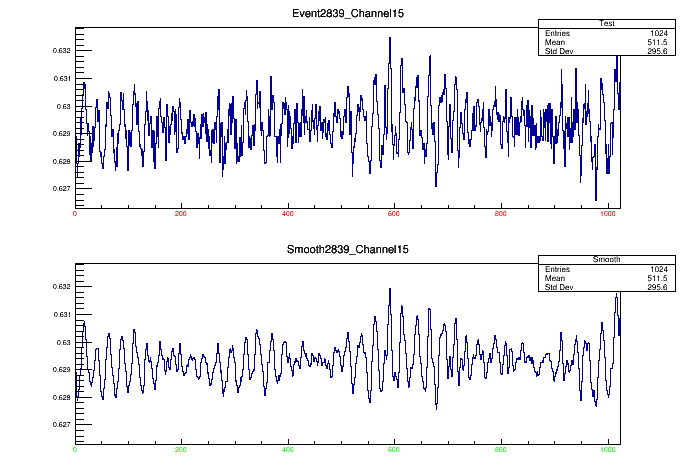 Event2839_Channel15
Test
Entries 1024
Mean 511.5
Std Dev 295.6
0.632
0.631
0.63
0.629
0.628
0.627
0 200 400 600 800 1000
Smooth2839_Channel15
Smooth
Entries 1024
Mean 511.5
Std Dev 295.6
0.632
0.631
0.63
0.629
0.628
0.627
0 200 400 600 800 1000